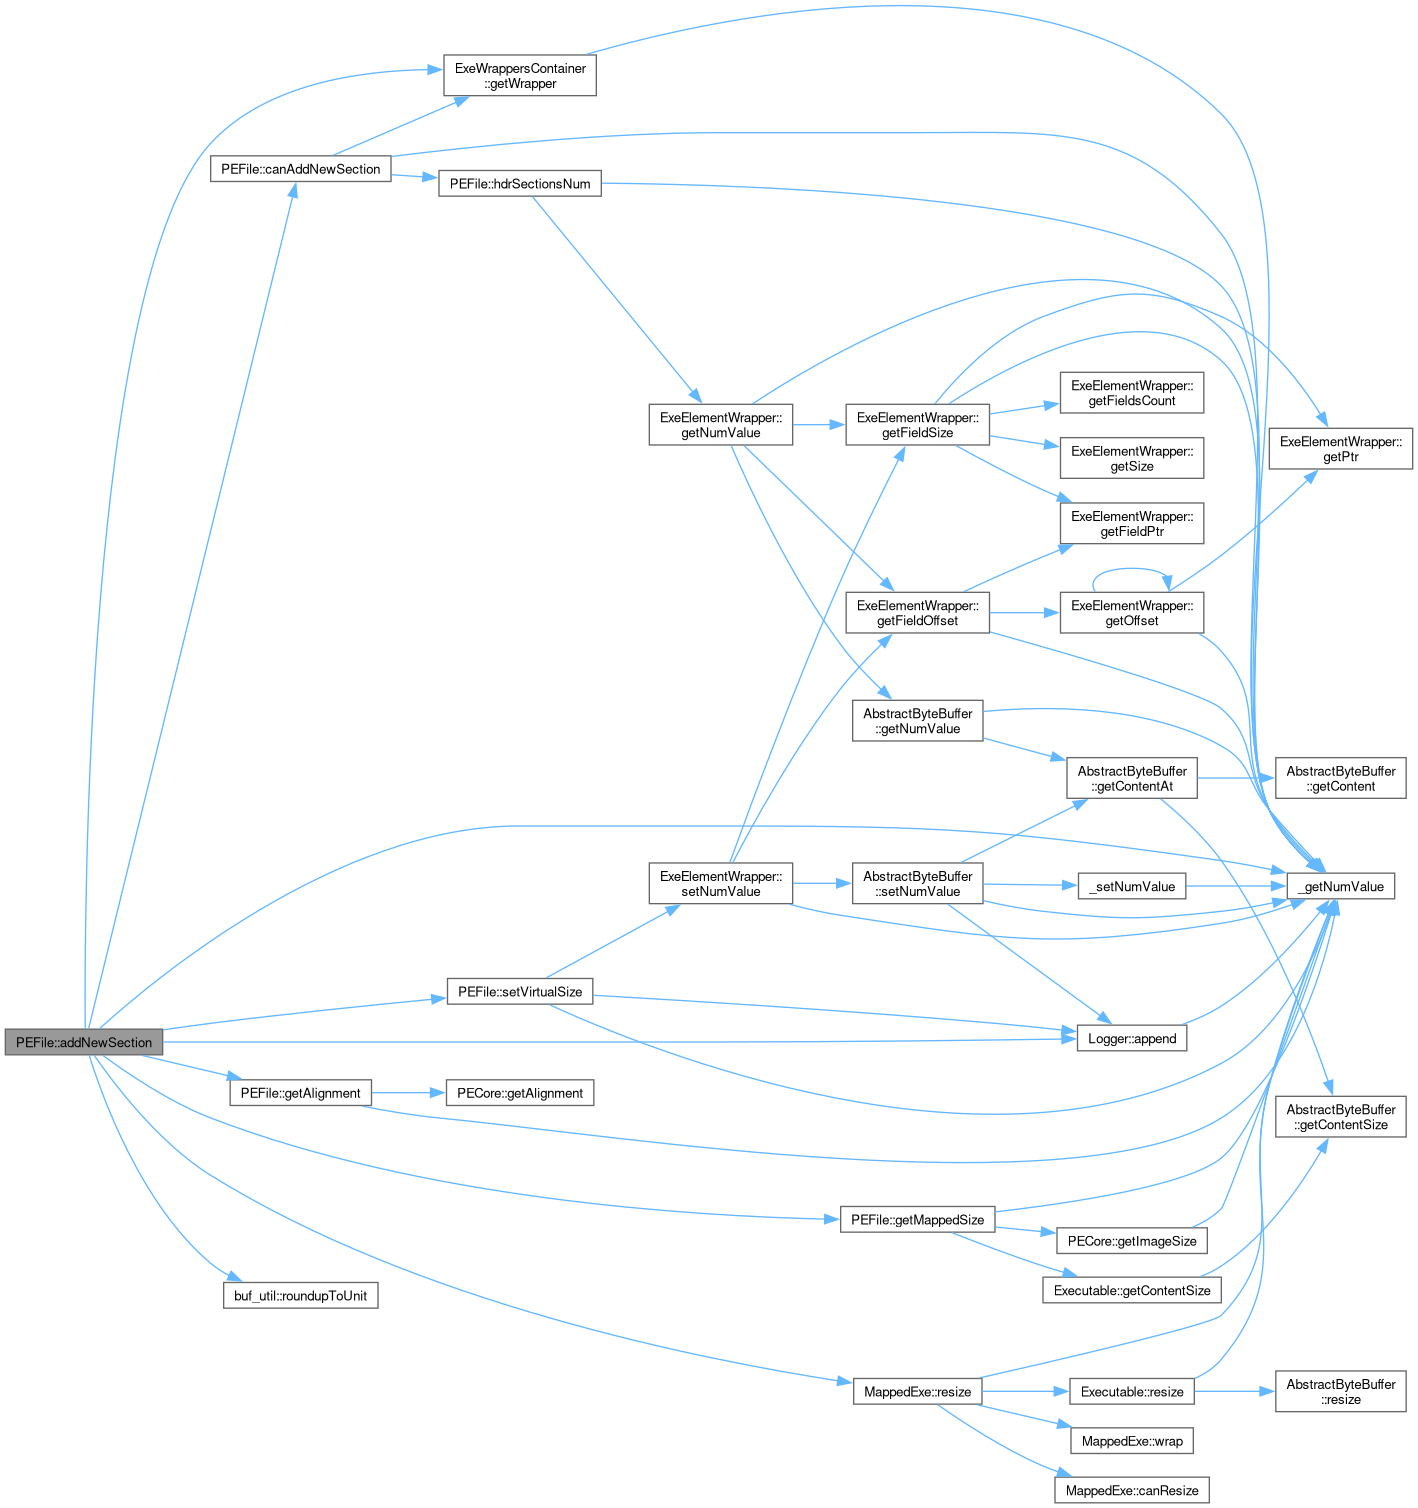 ExeWrappersContainer
::getWrapper
PEFile::canAddNewSection
PEFile::hdrSectionsNum
ExeElementWrapper::
getFieldsCount
ExeElementWrapper::
getNumValue
ExeElementWrapper::
getFieldSize
ExeElementWrapper::
getPtr
ExeElementWrapper::
getSize
ExeElementWrapper::
getFieldPtr
ExeElementWrapper::
getFieldOffset
ExeElementWrapper::
getOffset
AbstractByteBuffer
::getNumValue
AbstractByteBuffer
::getContentAt
AbstractByteBuffer
::getContent
ExeElementWrapper::
setNumValue
AbstractByteBuffer
::setNumValue
_setNumValue
_getNumValue
PEFile::setVirtualSize
PEFile::addNewSection
Logger::append
PEFile::getAlignment
PECore::getAlignment
AbstractByteBuffer
::getContentSize
PEFile::getMappedSize
PECore::getImageSize
Executable::getContentSize
buf_util::roundupToUnit
MappedExe::resize
Executable::resize
AbstractByteBuffer
::resize
MappedExe::wrap
MappedExe::canResize